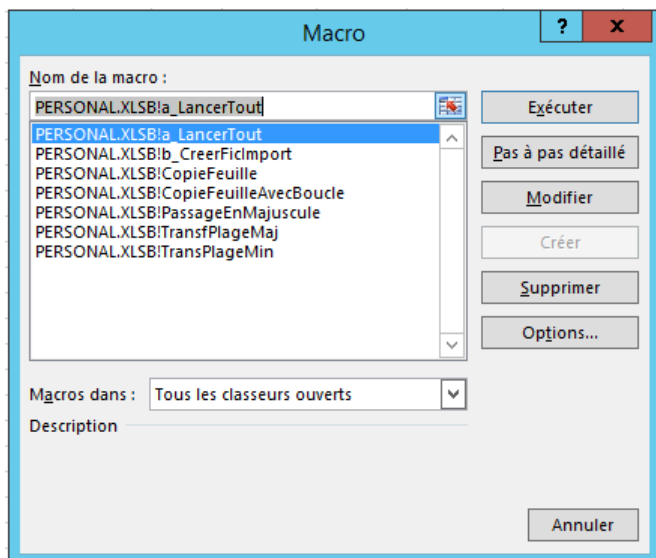 Macro
?
x
Nom de la macro :
PERSONAL.XLSB!a_LancerTout
PERSONAL.XLSB!a_LancerTout
PERSONAL.XLSB!b_CreerFicImport
PERSONAL.XLSB!CopieFeuille
PERSONAL.XLSB!CopieFeuilleAvecBoucle
PERSONAL.XLSB!PassageEnMajuscule
PERSONAL.XLSB!TransfPlageMaj
PERSONAL.XLSB!TransPlageMin
Exécuter
Pas à pas détaillé
Modifier
Créer
Supprimer
Options...
Macros dans : Tous les classeurs ouverts
Description
Annuler